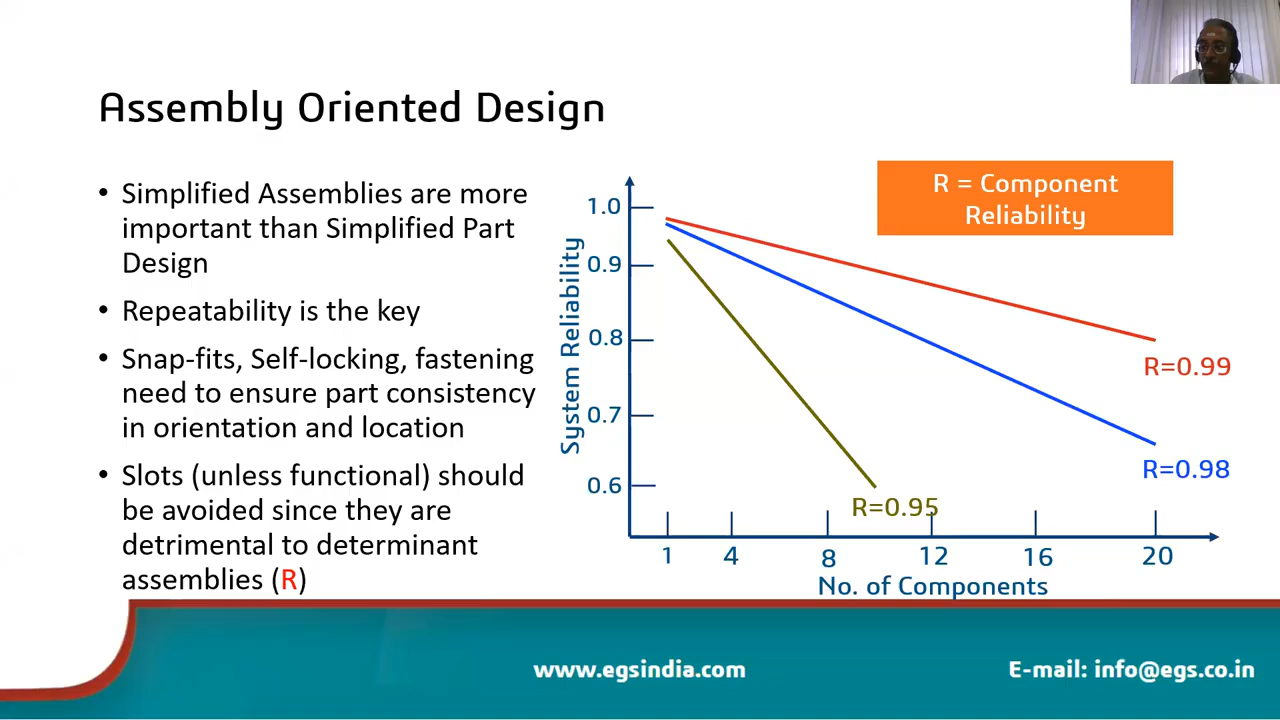 Assembly Oriented Design
• Simplified Assemblies are more
important than Simplified Part
Design
• Repeatability is the key
• Snap-fits, Self-locking, fastening
need to ensure part consistency
in orientation and location
• Slots (unless functional) should
be avoided since they are
detrimental to determinant
assemblies (R)
R = Component
Reliability
System Reliability
1.0
0.9
0.8
0.7
0.6
R=0.99
R=0.98
R=0.95
1 4 8 12 16 20
No. of Components
www.egsindia.com
E-mail: info@egs.co.in